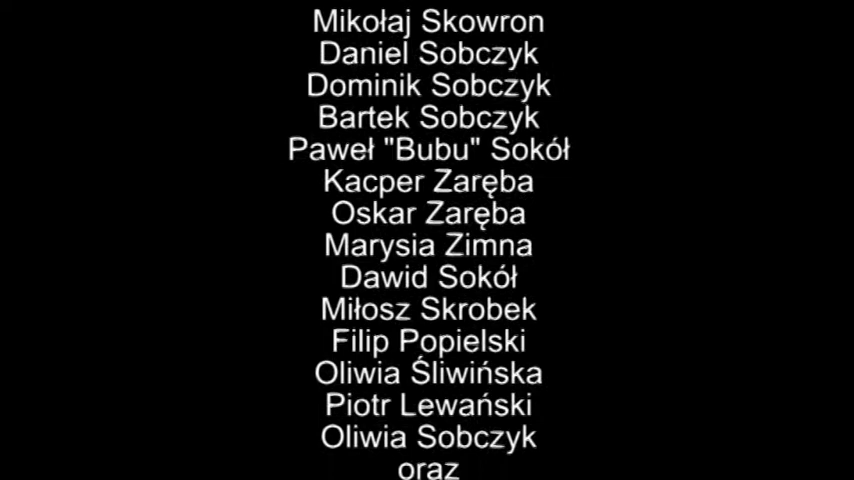 Mikołaj Skowron
Daniel Sobczyk
Dominik Sobczyk
Bartek Sobczyk
Paweł "Bubu" Sokół
Kacper Zaręba
Oskar Zaręba
Marysia Zimna
Dawid Sokół
Miłosz Skrobek
Filip Popielski
Oliwia Śliwińska
Piotr Lewański
Oliwia Sobczyk
oraz